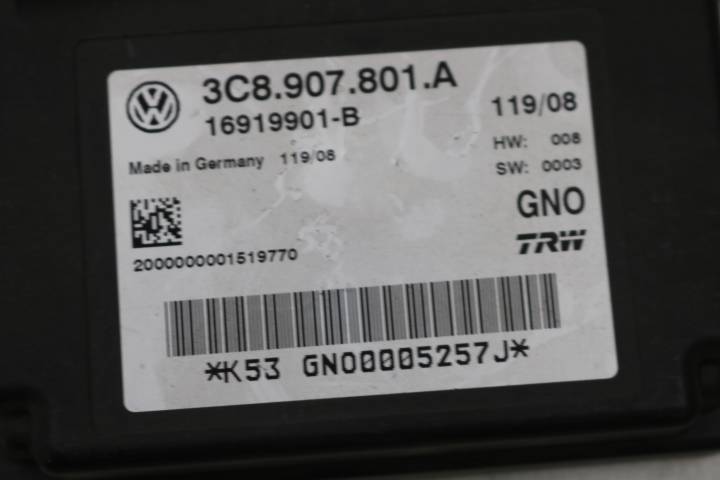 3C8.907.801.A
16919901-B
119/08
Made in Germany 119/08
HW: 008
SW: 0003
GNO
TRW
2000000001519770
*K53 GNO0005257J*